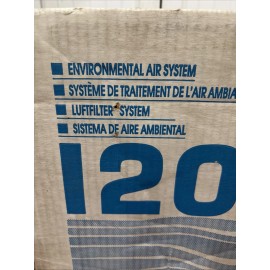 ENVIRONMENTAL AIR SYSTEM
SYSTÈME DE TRAITEMENT DE L'AIR AMBIA
LUFTFILTER SYSTEM
SISTEMA DE AIRE AMBIENTAL
120